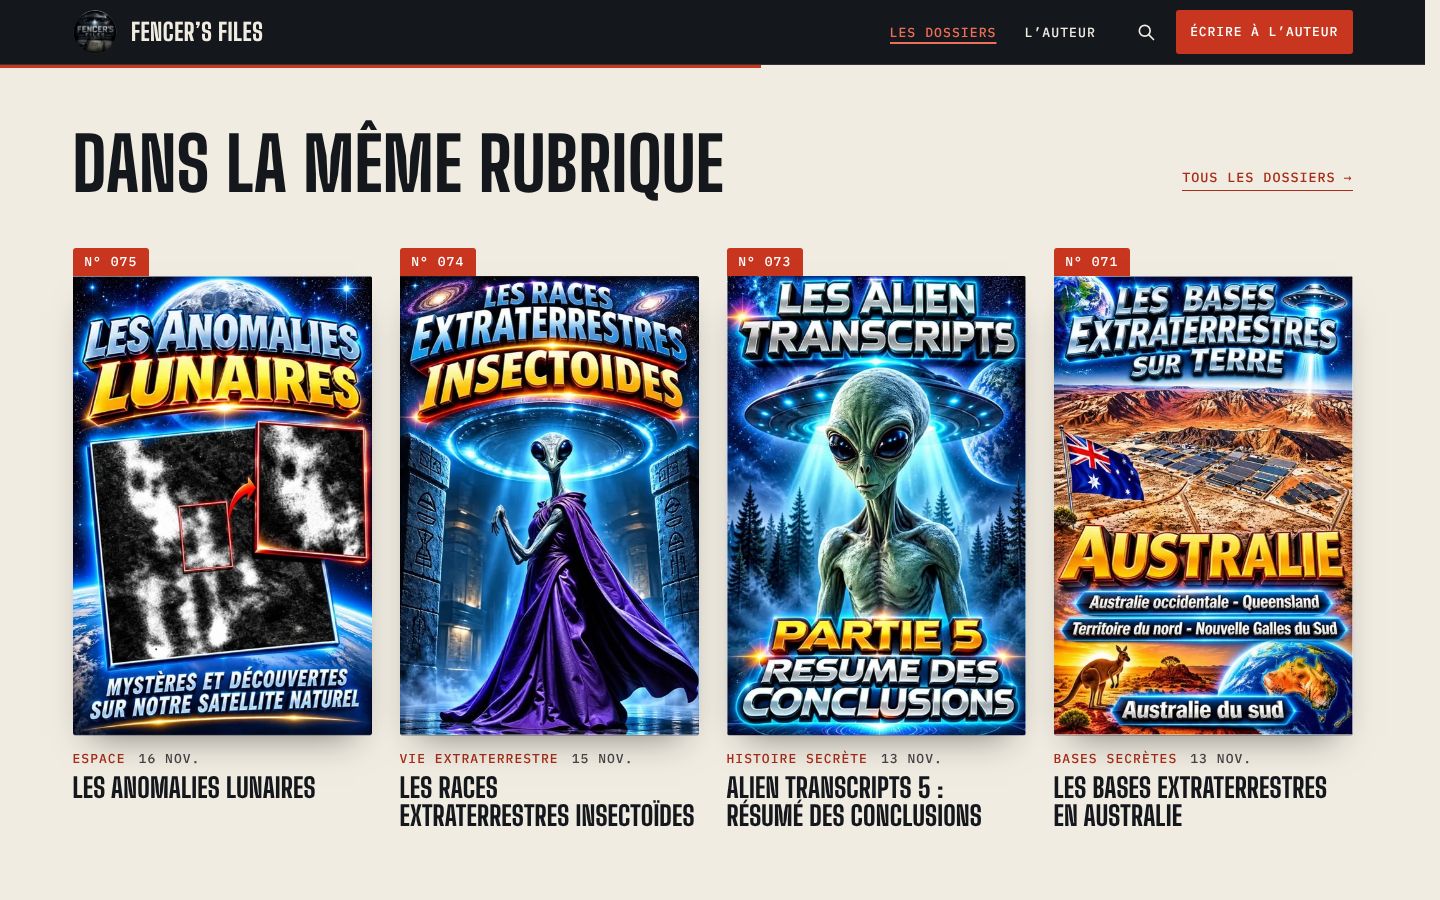 FENCER'S FILES
FENCER’S FILES
LES DOSSIERS
L’AUTEUR
ÉCRIRE À L’AUTEUR
DANS LA MÊME RUBRIQUE
TOUS LES DOSSIERS →
N° 075
LES ANOMALIES
LUNAIRES
MYSTÈRES ET DÉCOUVERTES
SUR NOTRE SATELLITE NATUREL
ESPACE 16 NOV.
LES ANOMALIES LUNAIRES
N° 074
LES RACES
EXTRATERRESTRES
INSECTOIDES
VIE EXTRATERRESTRE 15 NOV.
LES RACES
EXTRATERRESTRES INSECTOÏDES
N° 073
LES ALIEN
TRANSCRIPTS
PARTIE 5
RESUME DES
CONCLUSIONS
HISTOIRE SECRÈTE 13 NOV.
ALIEN TRANSCRIPTS 5 :
RÉSUMÉ DES CONCLUSIONS
N° 071
LES BASES
EXTRATERRESTRES
SUR TERRE
AUSTRALIE
Australie occidentale - Queensland
Territoire du nord - Nouvelle Galles du Sud
Australie du sud
BASES SECRÈTES 13 NOV.
LES BASES EXTRATERRESTRES
EN AUSTRALIE